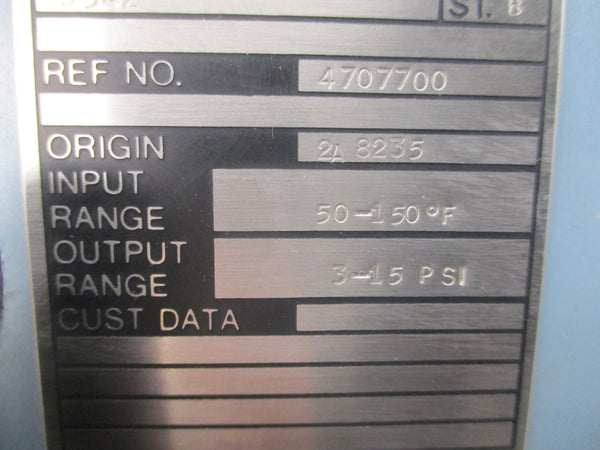 ST. B
REF NO. 4707700
ORIGIN 2A 8235
INPUT
RANGE 50-150°F
OUTPUT
RANGE 3-15 PSI
CUST DATA